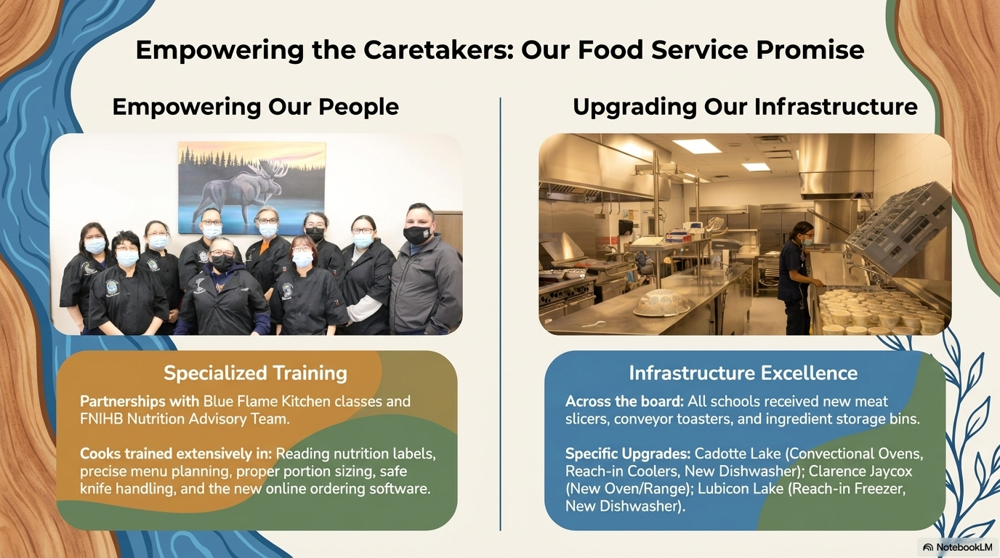 Empowering the Caretakers: Our Food Service Promise
Empowering Our People
Specialized Training
Partnerships with Blue Flame Kitchen classes and
FNIHB Nutrition Advisory Team.
Cooks trained extensively in: Reading nutrition labels,
precise menu planning, proper portion sizing, safe
knife handling, and the new online ordering software.
Upgrading Our Infrastructure
Infrastructure Excellence
Across the board: All schools received new meat
slicers, conveyor toasters, and ingredient storage bins.
Specific Upgrades: Cadotte Lake (Convectional Ovens,
Reach-in Coolers, New Dishwasher); Clarence Jaycox
(New Oven/Range); Lubicon Lake (Reach-in Freezer,
New Dishwasher).
NotebookLM